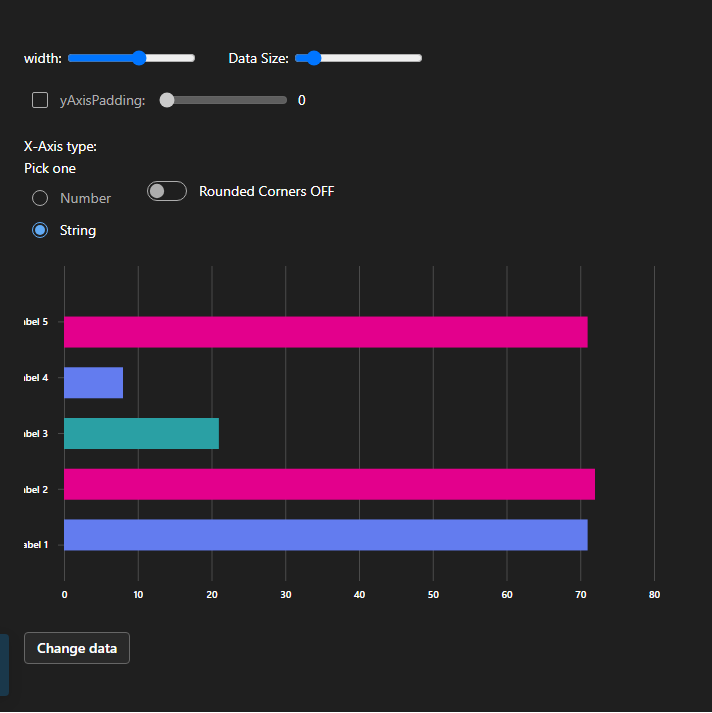 width: Data Size:
yAxisPadding: 0
X-Axis type:
Pick one
Number
Rounded Corners OFF
String
abel 5
abel 4
abel 3
abel 2
abel 1
0 10 20 30 40 50 60 70 80
Change data